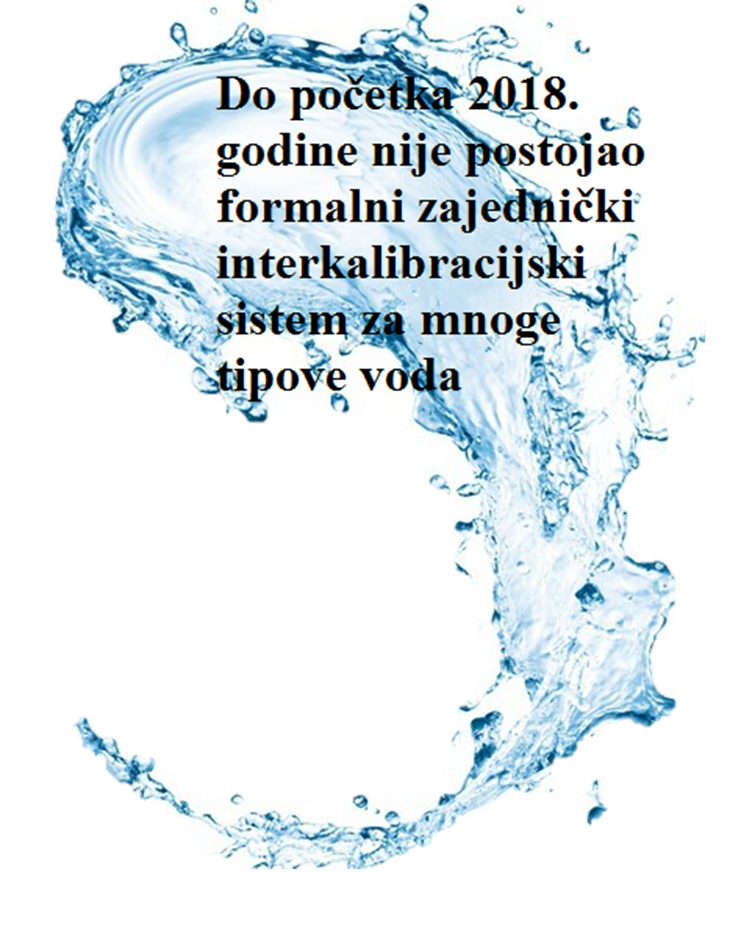 Do početka 2018.
godine nije postojao
formalni zajednički
interkalibracijski
sistem za mnoge
tipove voda